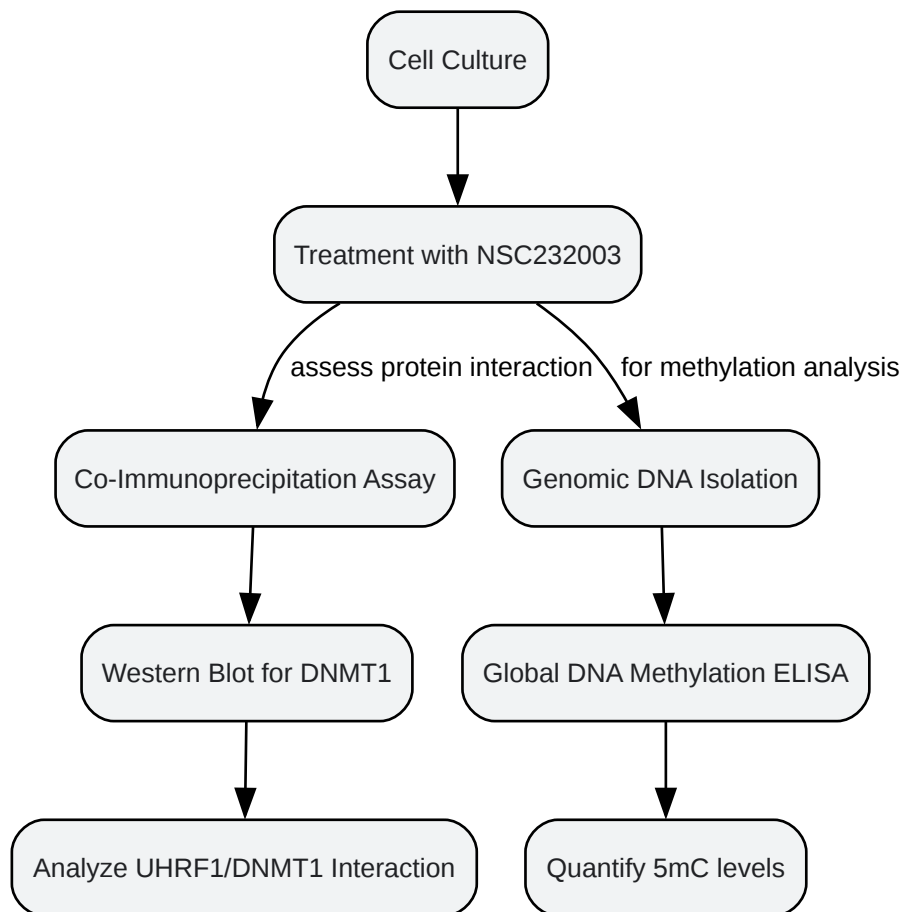 Cell Culture
Treatment with NSC232003
assess protein interaction
for methylation analysis
Co-Immunoprecipitation Assay
Genomic DNA Isolation
Western Blot for DNMT1
Global DNA Methylation ELISA
Analyze UHRF1/DNMT1 Interaction
Quantify 5mC levels